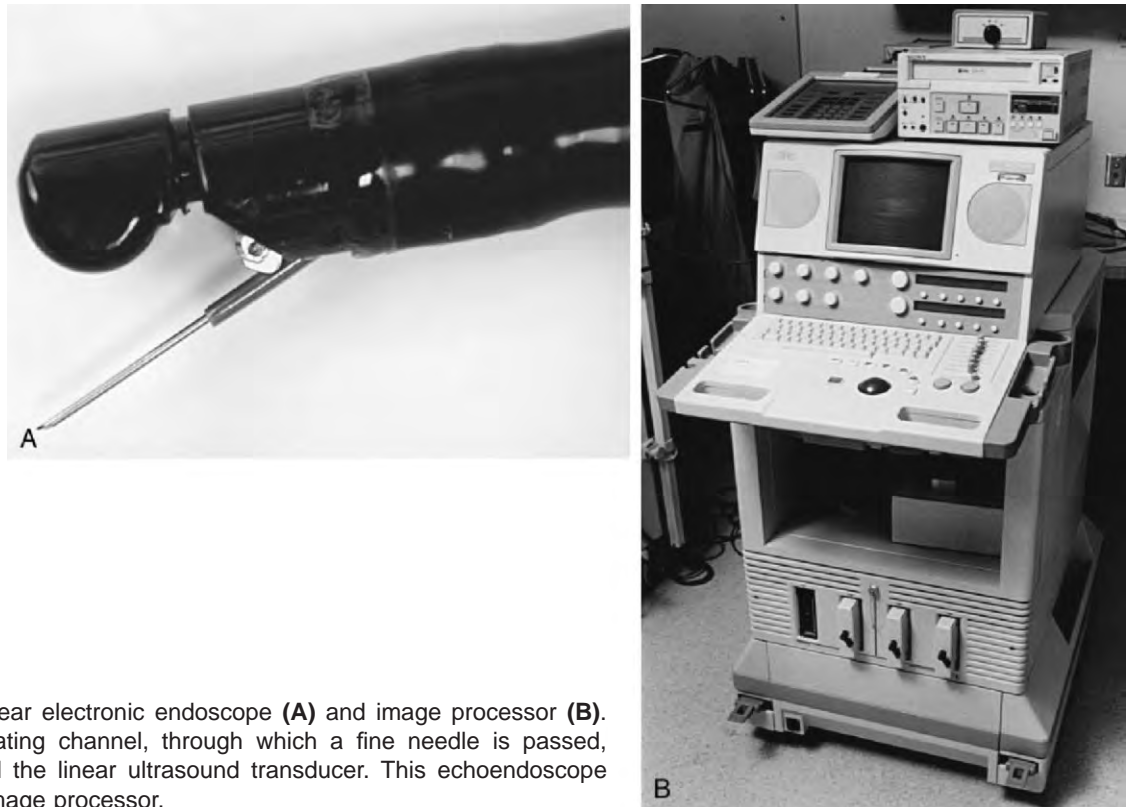 A
B
ear electronic endoscope (A) and image processor (B).
ating channel, through which a fine needle is passed,
the linear ultrasound transducer. This echoendoscope
nage processor.